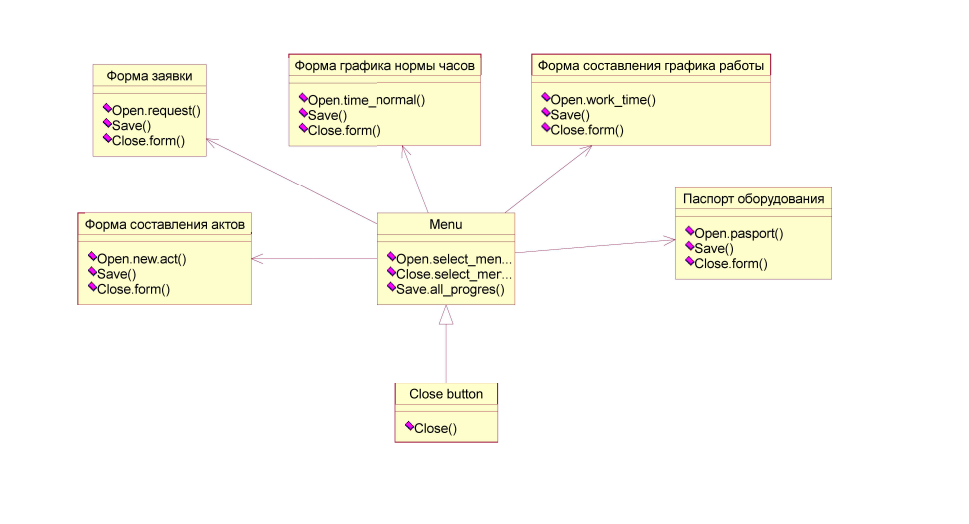 Форма заявки
Open.request()
Save()
Close.form()
Форма графика нормы часов
Open.time_normal()
Save()
Close.form()
Форма составления графика работы
Open.work_time()
Save()
Close.form()
Паспорт оборудования
Open.pasport()
Save()
Close.form()
Форма составления актов
Open.new.act()
Save()
Close.form()
Menu
Open.select_men...
Close.select_mer...
Save.all_progres()
Close button
Close()